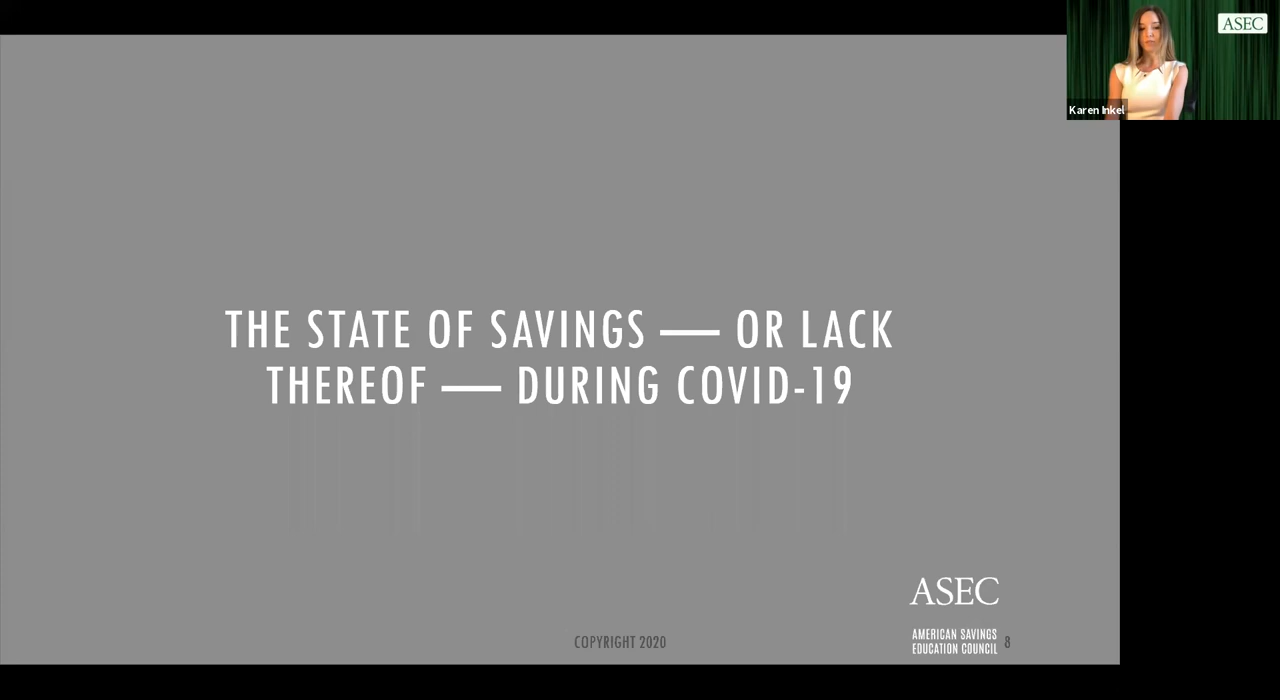 ASEC
Karen Inkel
THE STATE OF SAVINGS — OR LACK
THEREOF — DURING COVID-19
ASEC
AMERICAN SAVINGS
EDUCATION COUNCIL
COPYRIGHT 2020
8